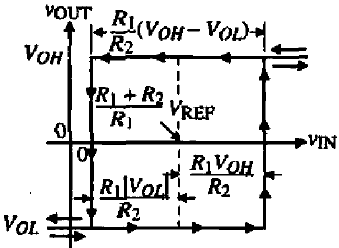 vOUT
R1/R2 (VOH − VOL)
VOH
R1 + R2/R1
VREF
0
vIN
0
R1|VOL|/R2
R1VOH/R2
VOL